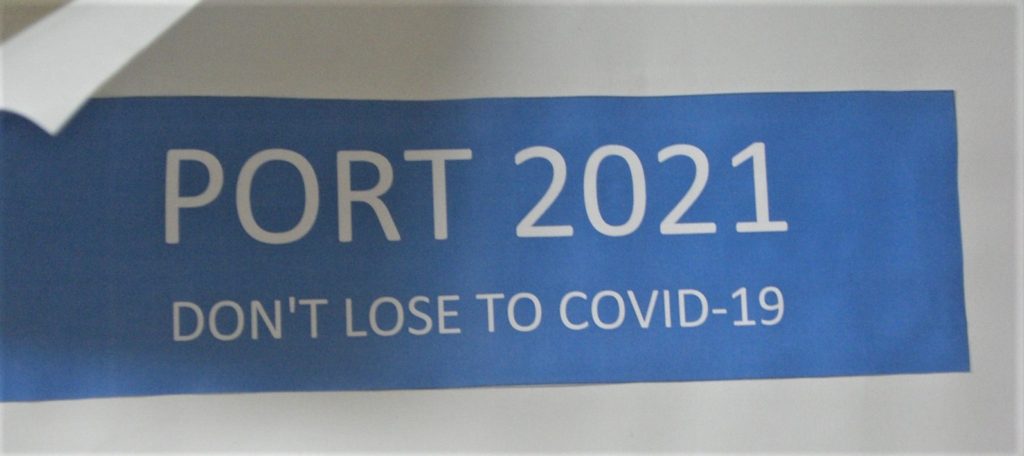 PORT 2021
DON'T LOSE TO COVID-19